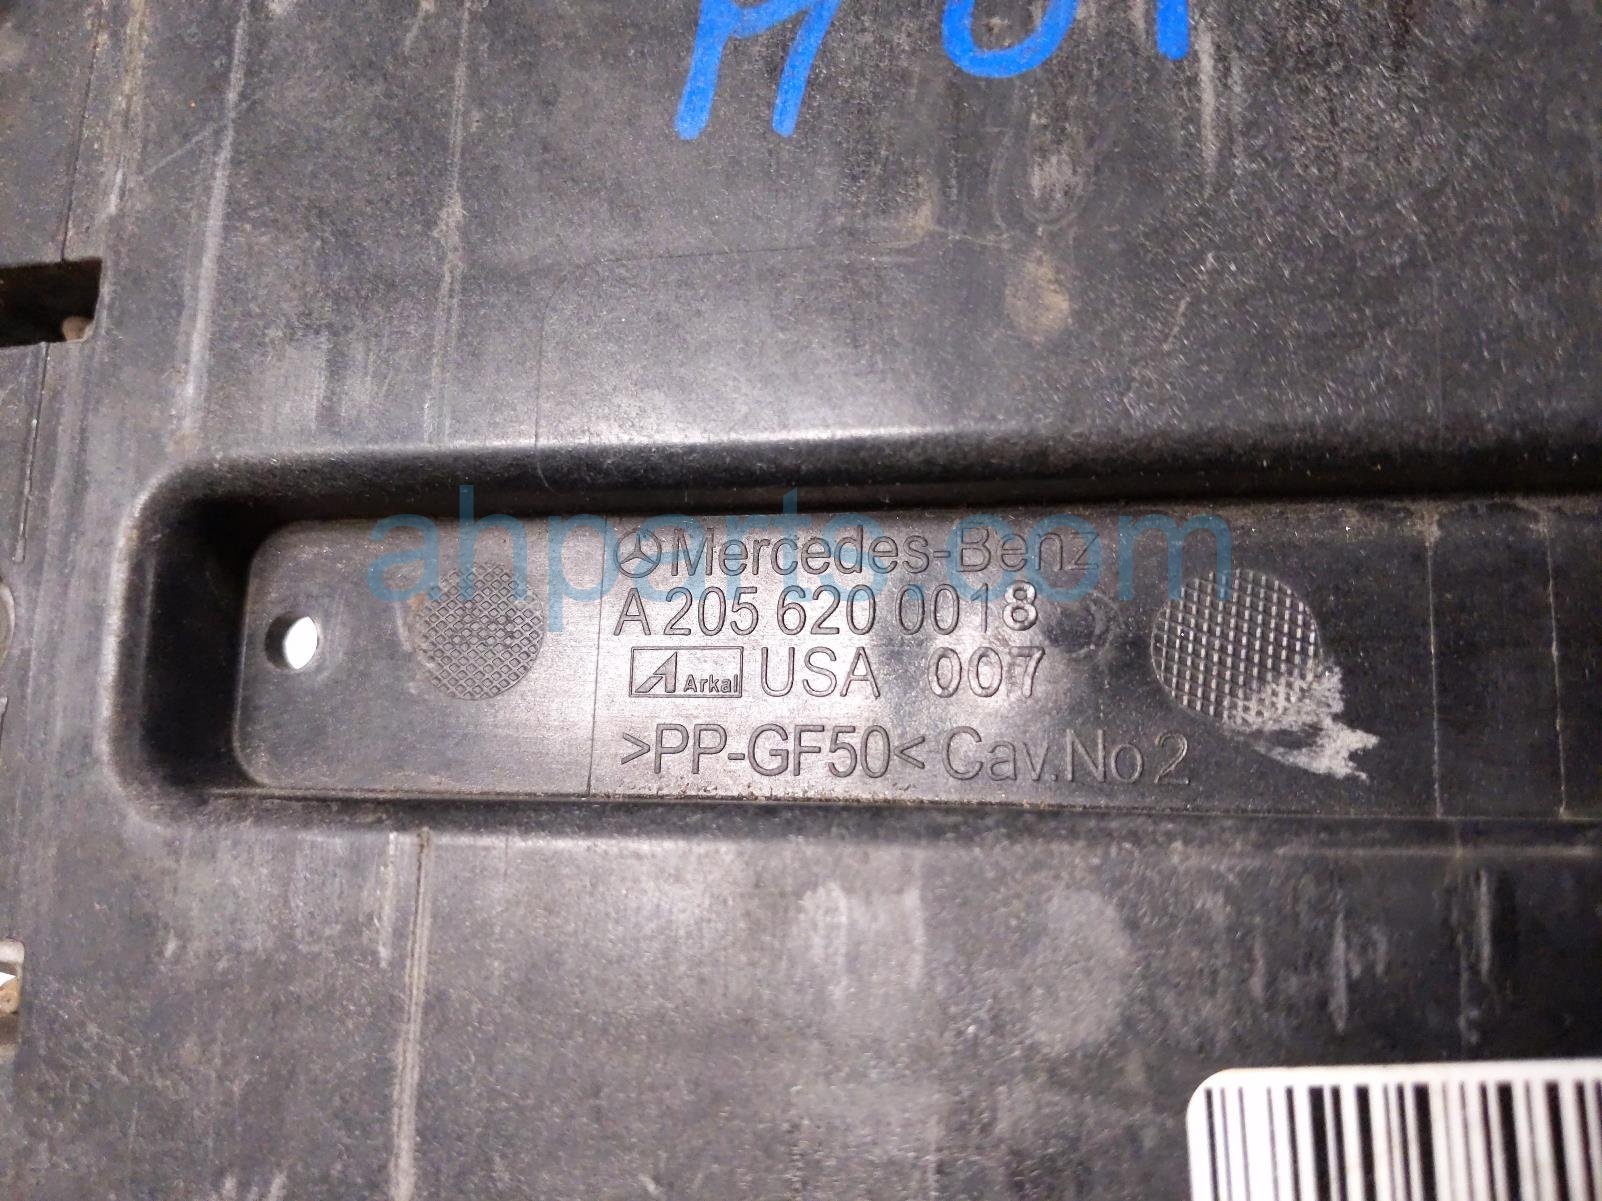 Mercedes-Benz
A 205 620 0018
Arkal USA 007
>PP-GF50< Cav.No 2
ahparts.com